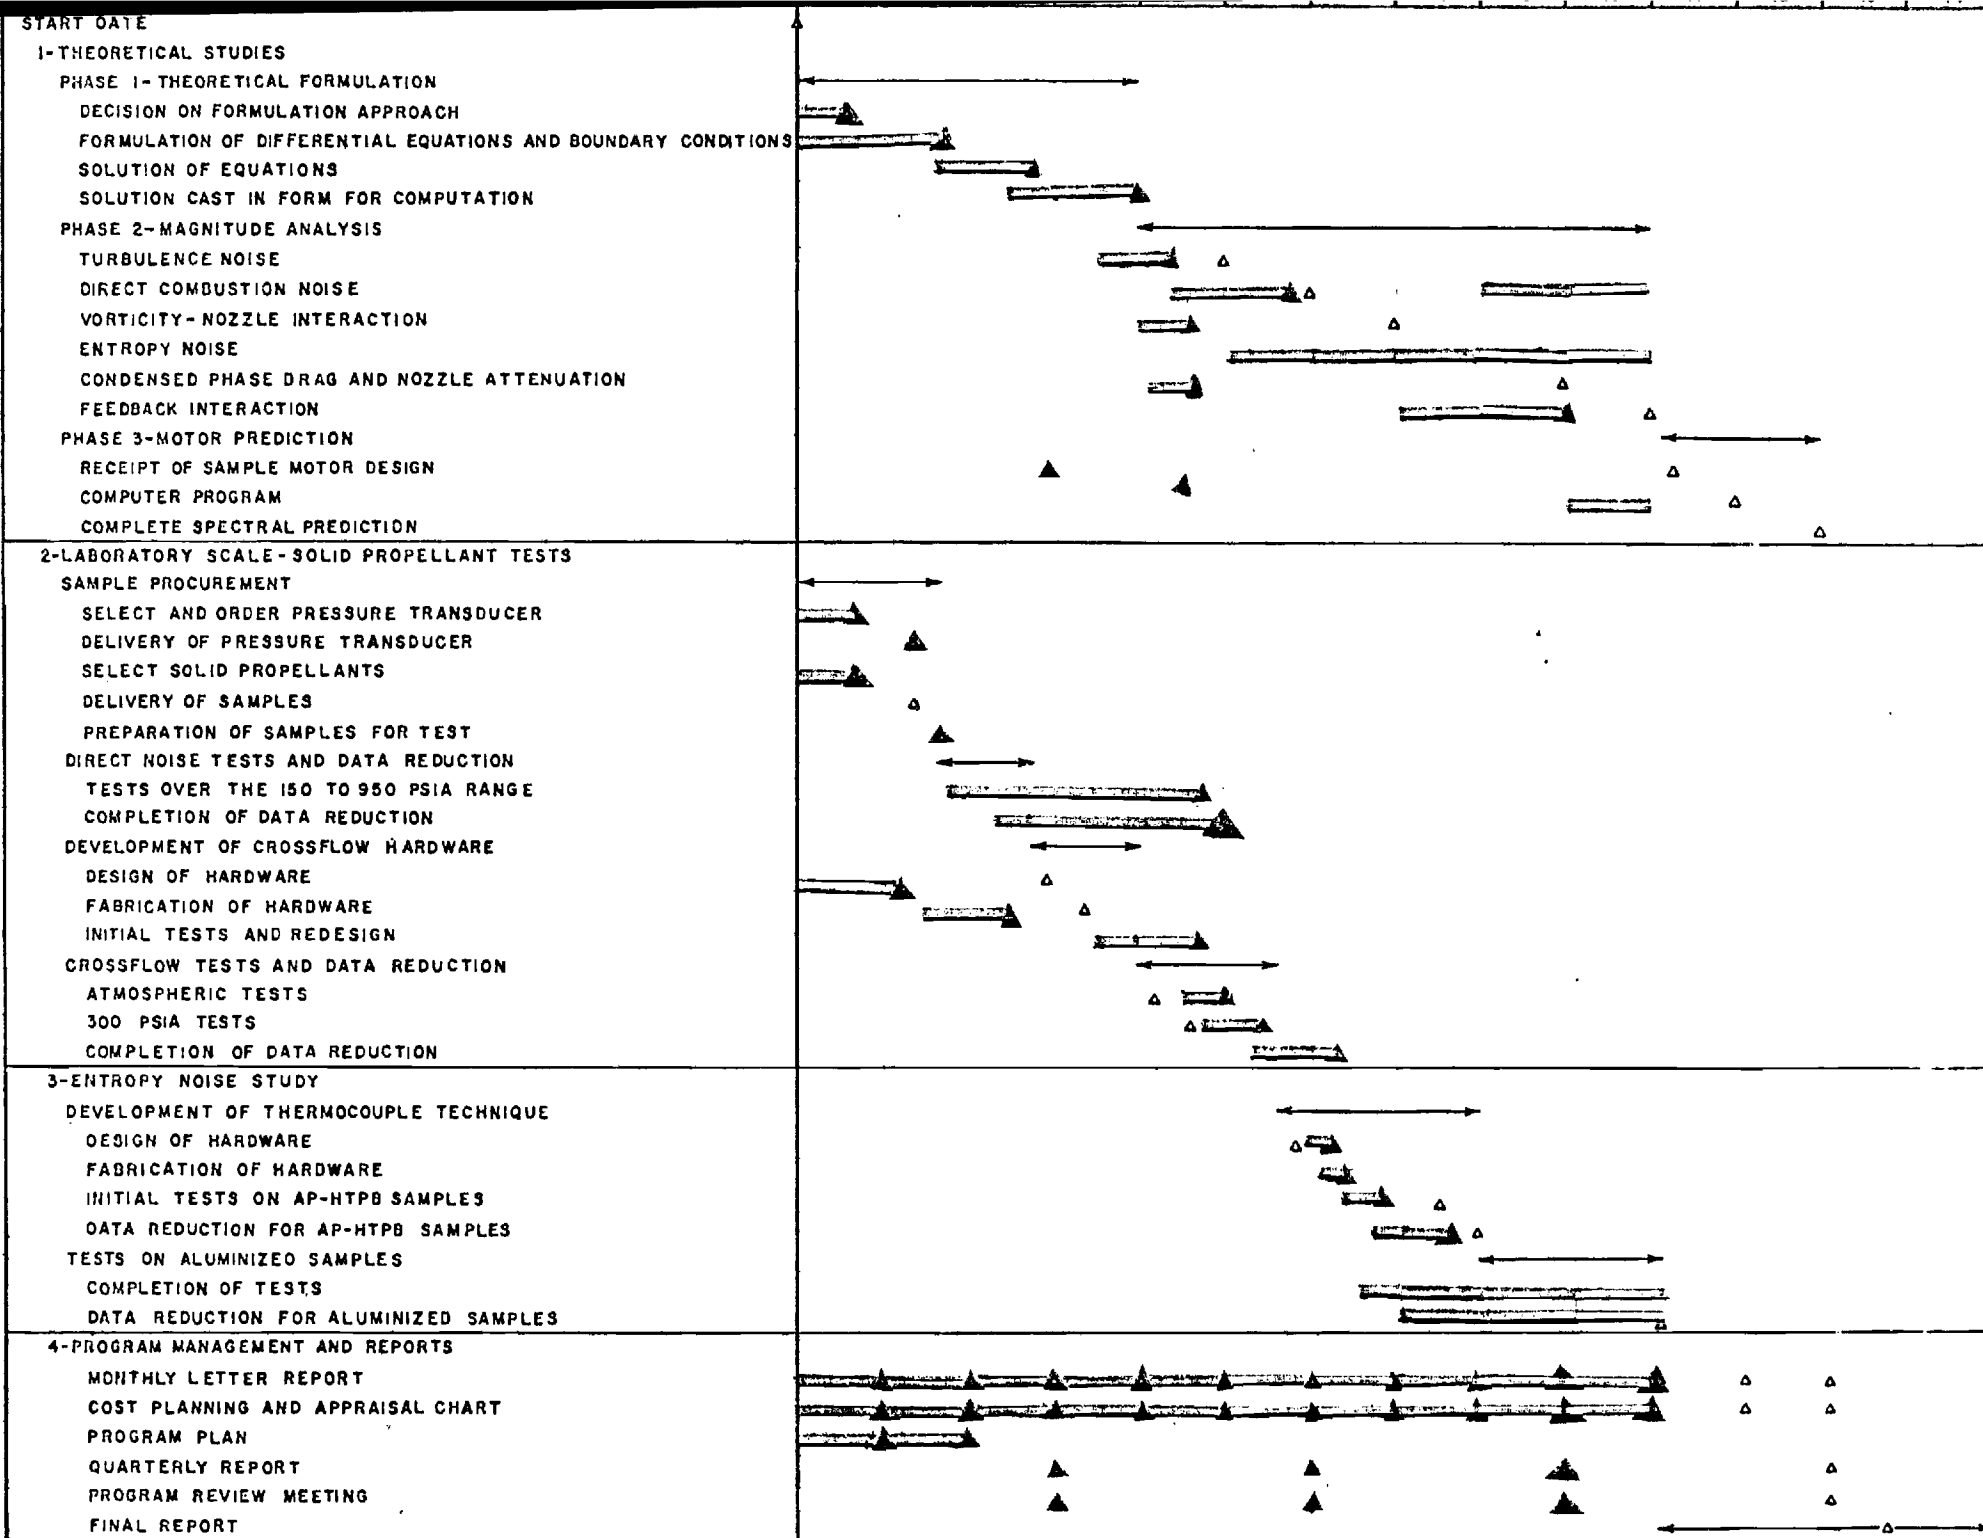 START DATE
1-THEORETICAL STUDIES
PHASE 1-THEORETICAL FORMULATION
DECISION ON FORMULATION APPROACH
FORMULATION OF DIFFERENTIAL EQUATIONS AND BOUNDARY CONDITIONS
SOLUTION OF EQUATIONS
SOLUTION CAST IN FORM FOR COMPUTATION
PHASE 2-MAGNITUDE ANALYSIS
TURBULENCE NOISE
DIRECT COMBUSTION NOISE
VORTICITY-NOZZLE INTERACTION
ENTROPY NOISE
CONDENSED PHASE DRAG AND NOZZLE ATTENUATION
FEEDBACK INTERACTION
PHASE 3-MOTOR PREDICTION
RECEIPT OF SAMPLE MOTOR DESIGN
COMPUTER PROGRAM
COMPLETE SPECTRAL PREDICTION
2-LABORATORY SCALE-SOLID PROPELLANT TESTS
SAMPLE PROCUREMENT
SELECT AND ORDER PRESSURE TRANSDUCER
DELIVERY OF PRESSURE TRANSDUCER
SELECT SOLID PROPELLANTS
DELIVERY OF SAMPLES
PREPARATION OF SAMPLES FOR TEST
DIRECT NOISE TESTS AND DATA REDUCTION
TESTS OVER THE 150 TO 950 PSIA RANGE
COMPLETION OF DATA REDUCTION
DEVELOPMENT OF CROSSFLOW HARDWARE
DESIGN OF HARDWARE
FABRICATION OF HARDWARE
INITIAL TESTS AND REDESIGN
CROSSFLOW TESTS AND DATA REDUCTION
ATMOSPHERIC TESTS
300 PSIA TESTS
COMPLETION OF DATA REDUCTION
3-ENTROPY NOISE STUDY
DEVELOPMENT OF THERMOCOUPLE TECHNIQUE
DESIGN OF HARDWARE
FABRICATION OF HARDWARE
INITIAL TESTS ON AP-HTPB SAMPLES
DATA REDUCTION FOR AP-HTPB SAMPLES
TESTS ON ALUMINIZED SAMPLES
COMPLETION OF TESTS
DATA REDUCTION FOR ALUMINIZED SAMPLES
4-PROGRAM MANAGEMENT AND REPORTS
MONTHLY LETTER REPORT
COST PLANNING AND APPRAISAL CHART
PROGRAM PLAN
QUARTERLY REPORT
PROGRAM REVIEW MEETING
FINAL REPORT